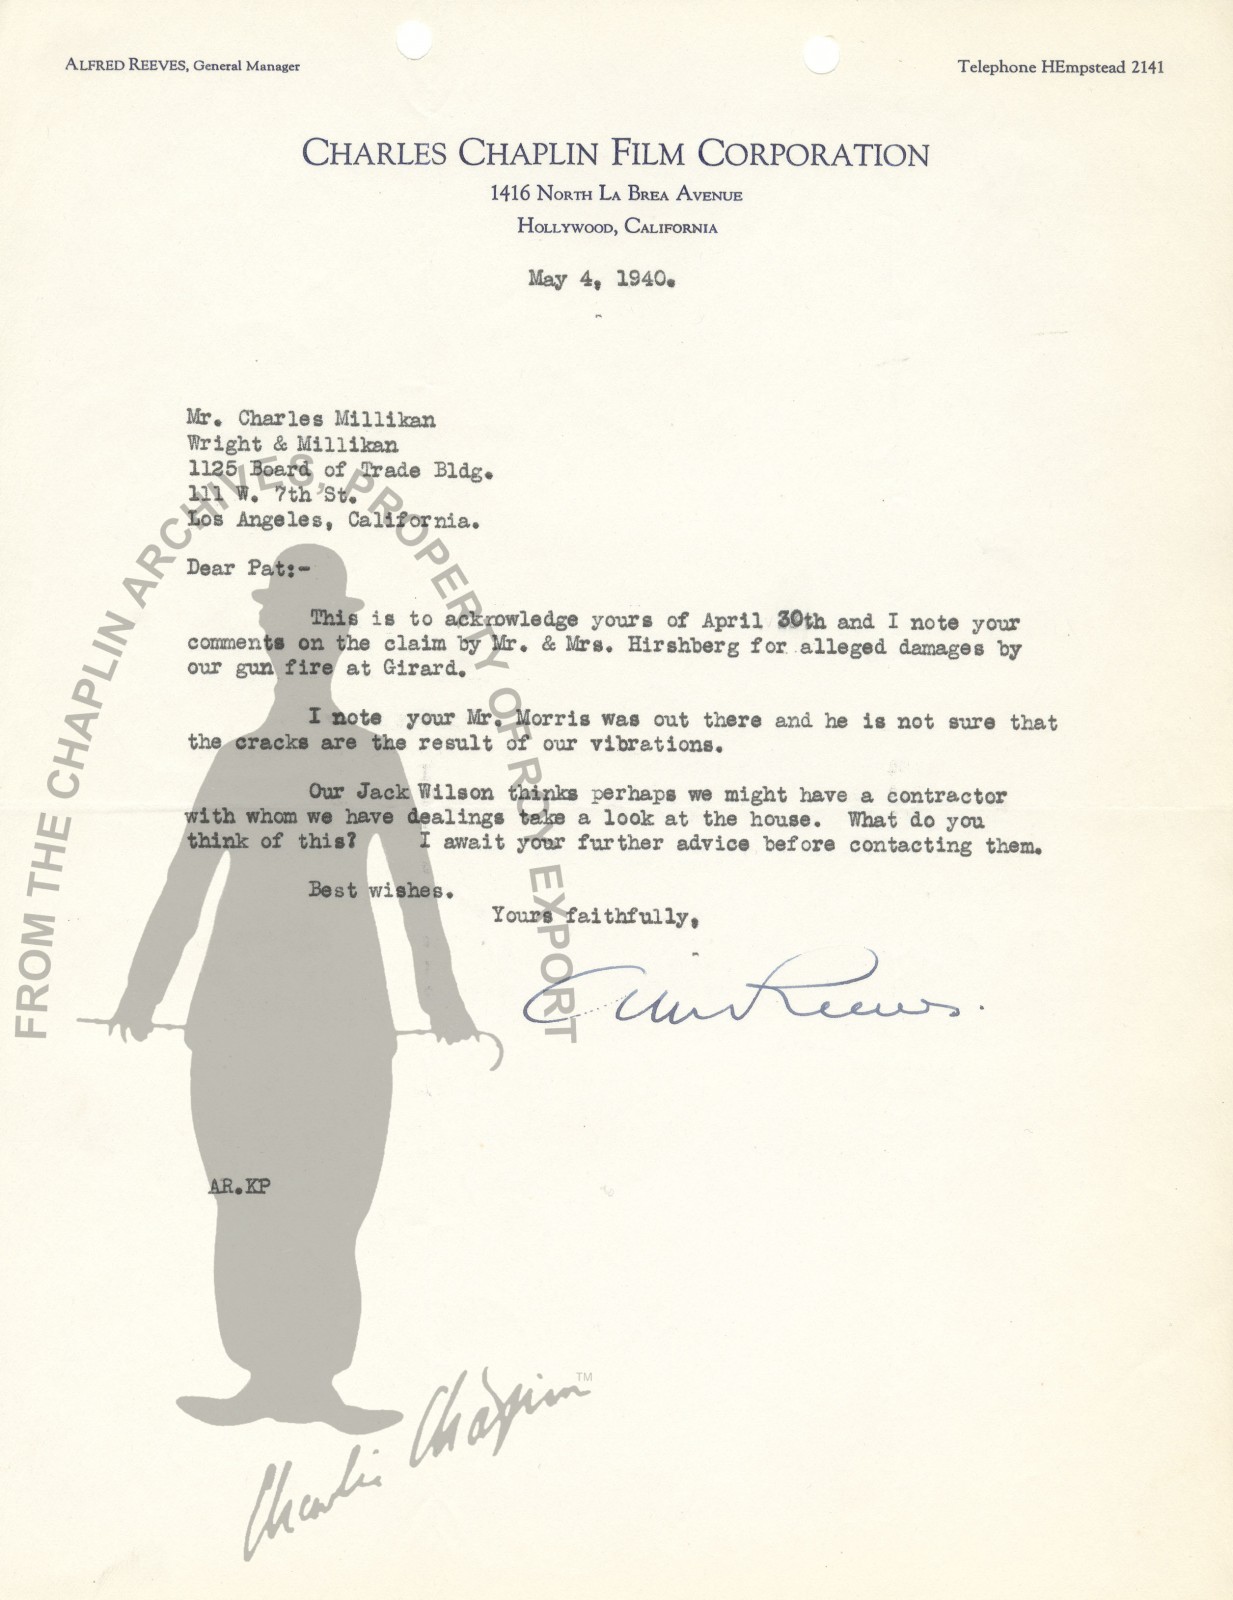 ALFRED REEVES, General Manager
Telephone HEmpstead 2141
CHARLES CHAPLIN FILM CORPORATION
1416 NORTH LA BREA AVENUE
HOLLYWOOD, CALIFORNIA
May 4, 1940.
Mr. Charles Millikan
Wright & Millikan
1125 Board of Trade Bldg.
111 W. 7th St.
Los Angeles, California.
Dear Pat:-
This is to acknowledge yours of April 30th and I note your
comments on the claim by Mr. & Mrs. Hirshberg for alleged damages by
our gun fire at Girard.
I note your Mr. Morris was out there and he is not sure that
the cracks are the result of our vibrations.
Our Jack Wilson thinks perhaps we might have a contractor
with whom we have dealings take a look at the house. What do you
think of this? I await your further advice before contacting them.
Best wishes.
Yours faithfully,
Reeves.
AR.KP
FROM THE CHAPLIN ARCHIVES, PROPERTY OF ROY EXPORT
Charlie Chaplin TM